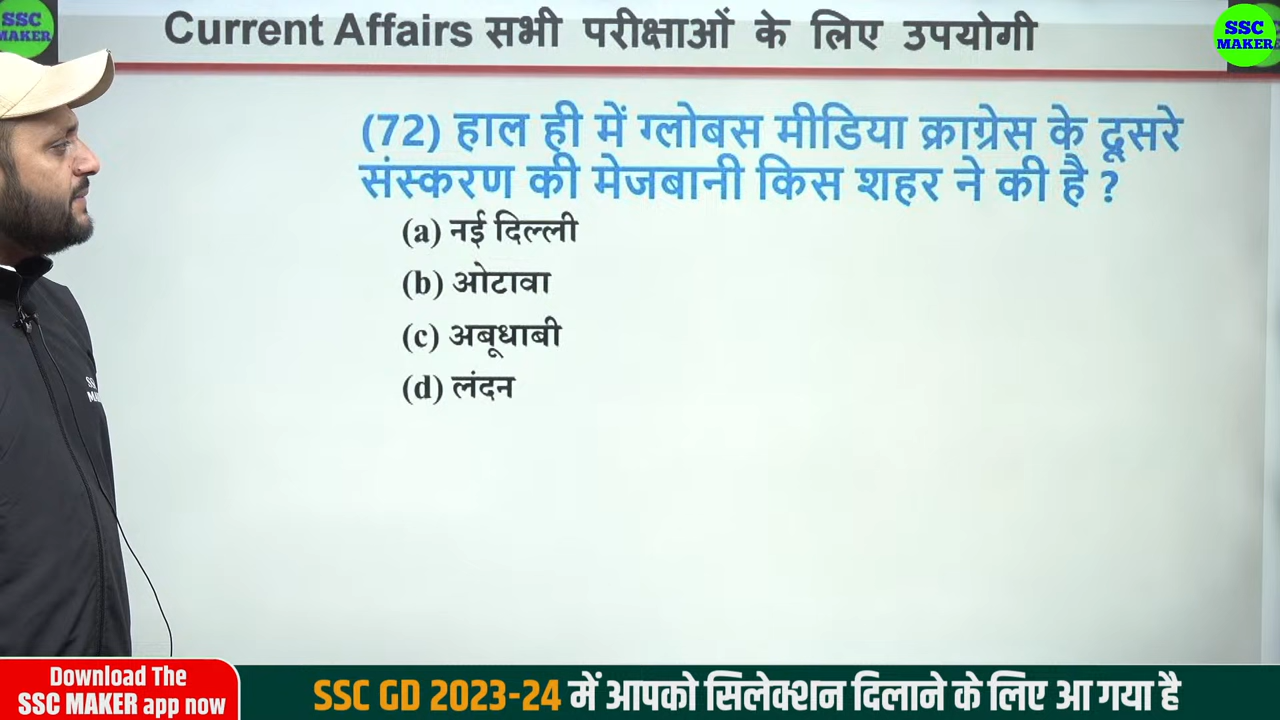 SSC
MAKER
Current Affairs सभी परीक्षाओं के लिए उपयोगी
SSC
MAKER
(72) हाल ही में ग्लोबस मीडिया क्राग्रेस के दूसरे
संस्करण की मेजबानी किस शहर ने की है ?
(a) नई दिल्ली
(b) ओटावा
(c) अबूधाबी
(d) लंदन
Download The
SSC MAKER app now
SSC GD 2023-24 में आपको सिलेक्शन दिलाने के लिए आ गया है